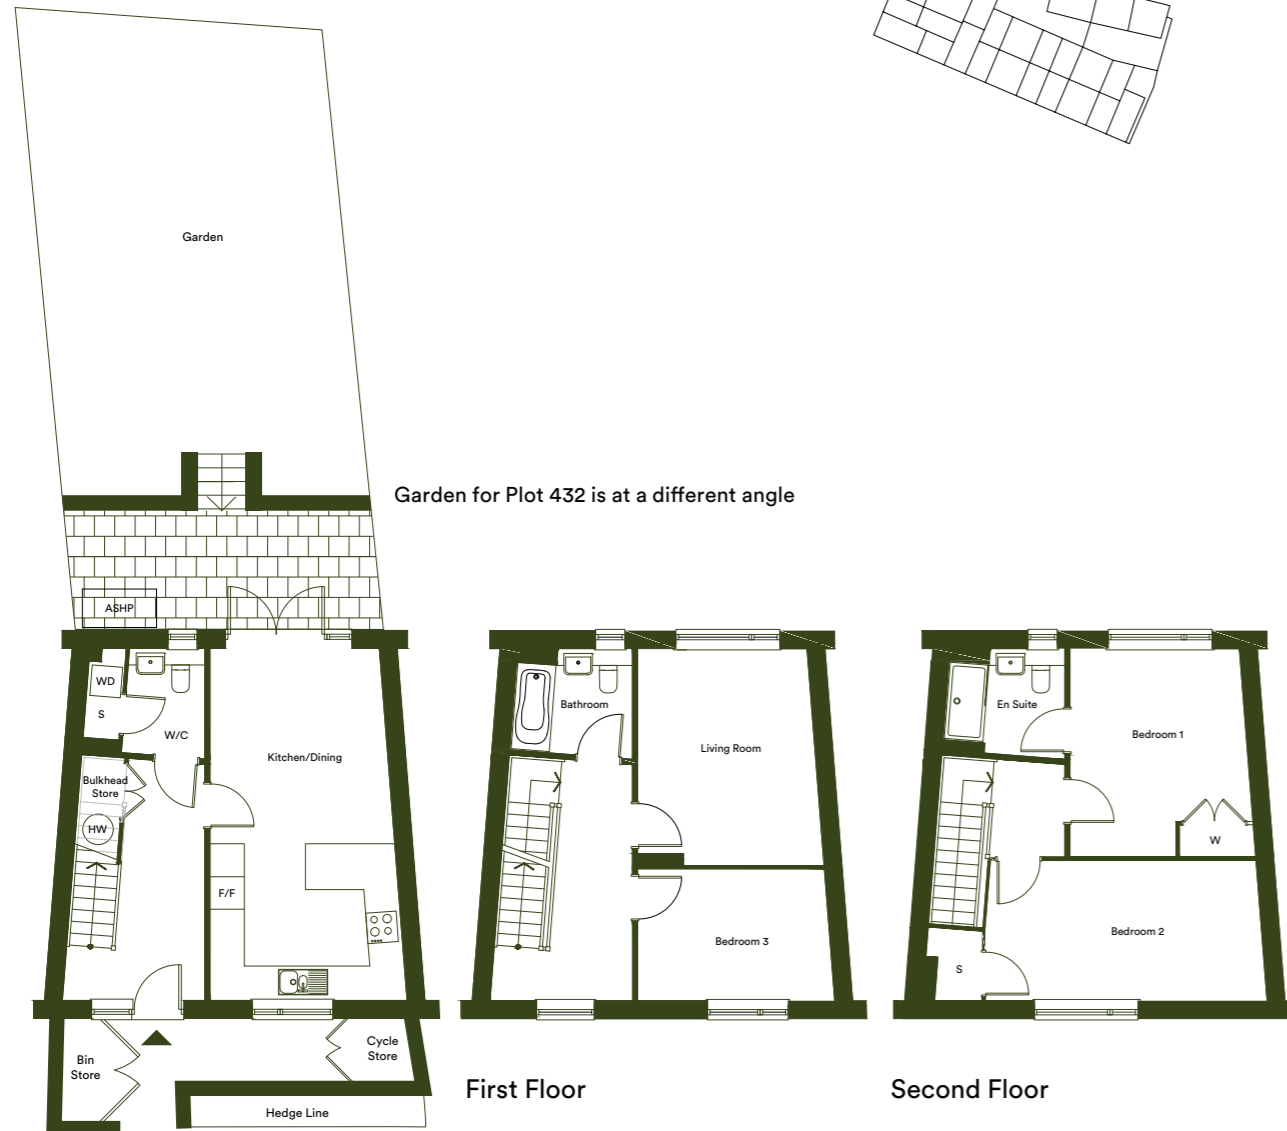 Garden
Garden for Plot 432 is at a different angle
ASHP
WD
S
W/C
Kitchen/Dining
Bulkhead
Store
HW
F/F
Bin
Store
Cycle
Store
Hedge Line
Bathroom
Living Room
Bedroom 3
First Floor
En Suite
Bedroom 1
W
Bedroom 2
S
Second Floor